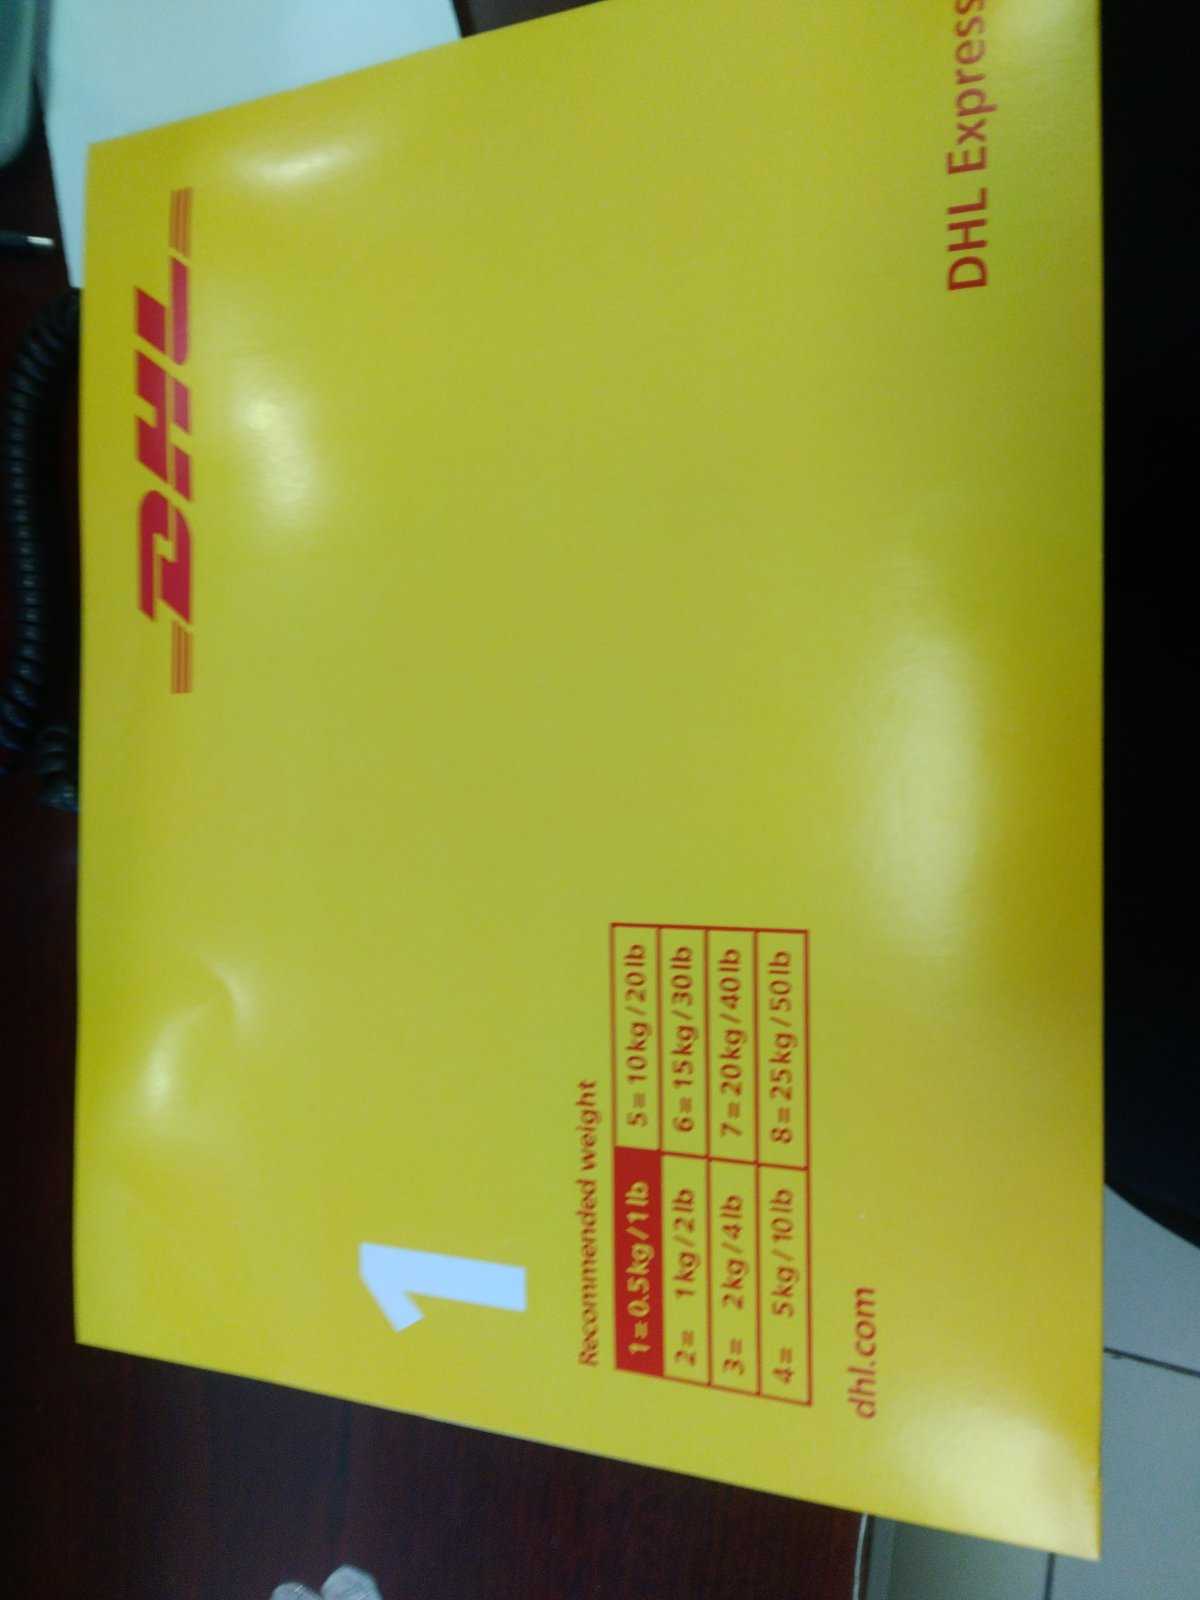 DHL
1
Recommended weight
1=0.5kg/1lb 5=10kg/20lb
2= 1kg/2lb 6=15kg/30lb
3= 2kg/4lb 7=20kg/40lb
4= 5kg/10lb 8=25kg/50lb
dhl.com
DHL Express